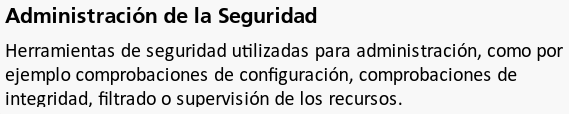 Administración de la Seguridad
Herramientas de seguridad utilizadas para administración, como por
ejemplo comprobaciones de configuración, comprobaciones de
integridad, filtrado o supervisión de los recursos.